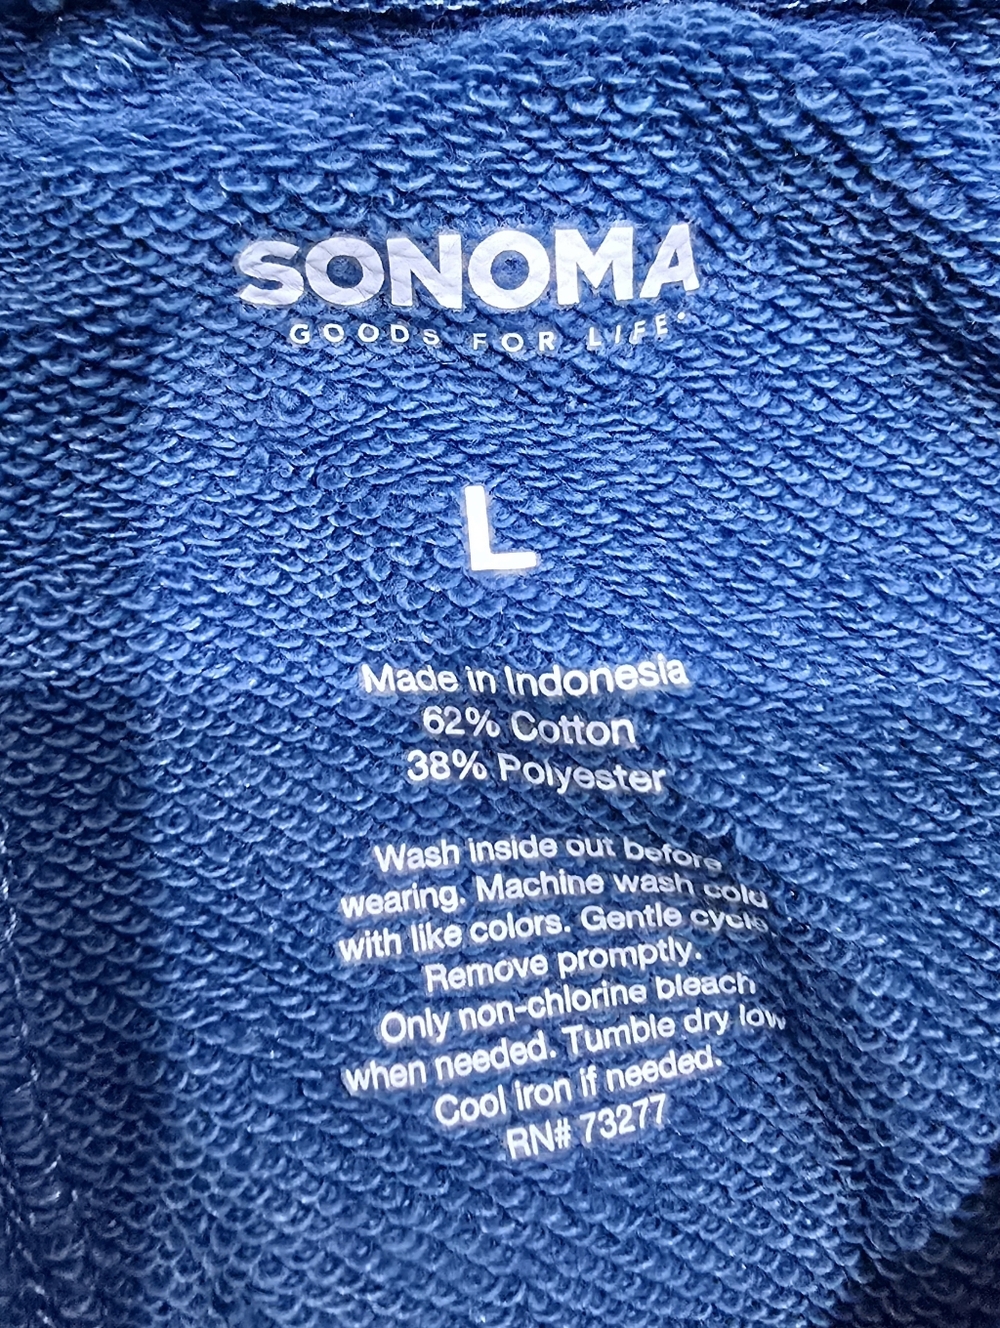 SONOMA
GOODS FOR LIFE®
L
Made in Indonesia
62% Cotton
38% Polyester
Wash inside out before
wearing. Machine wash cold
with like colors. Gentle cycle
Remove promptly.
Only non-chlorine bleach
when needed. Tumble dry low
Cool Iron if needed.
RN# 73277